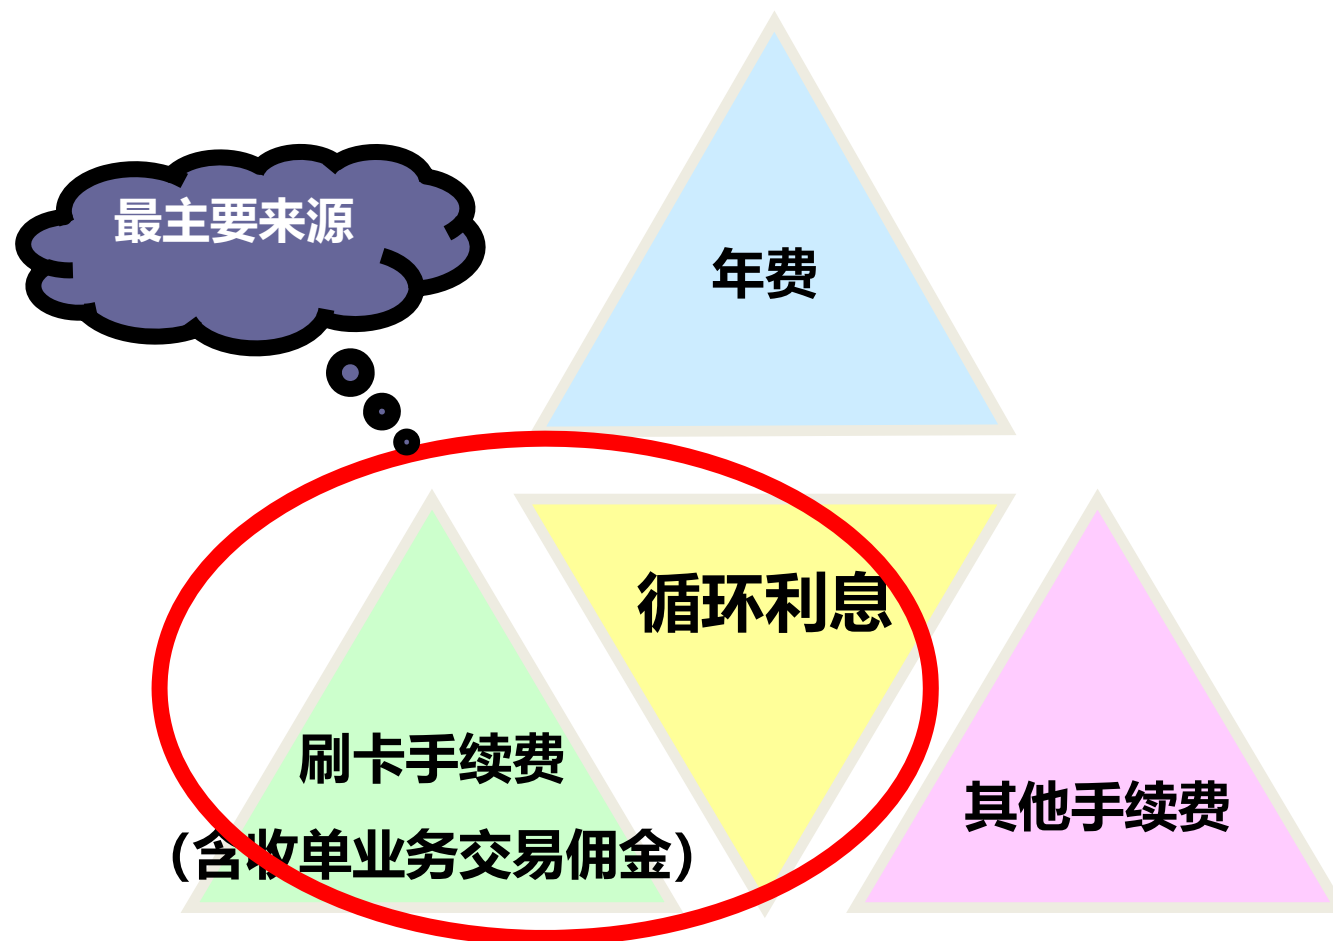 最主要来源
年费
循环利息
刷卡手续费
（含收单业务交易佣金）
其他手续费